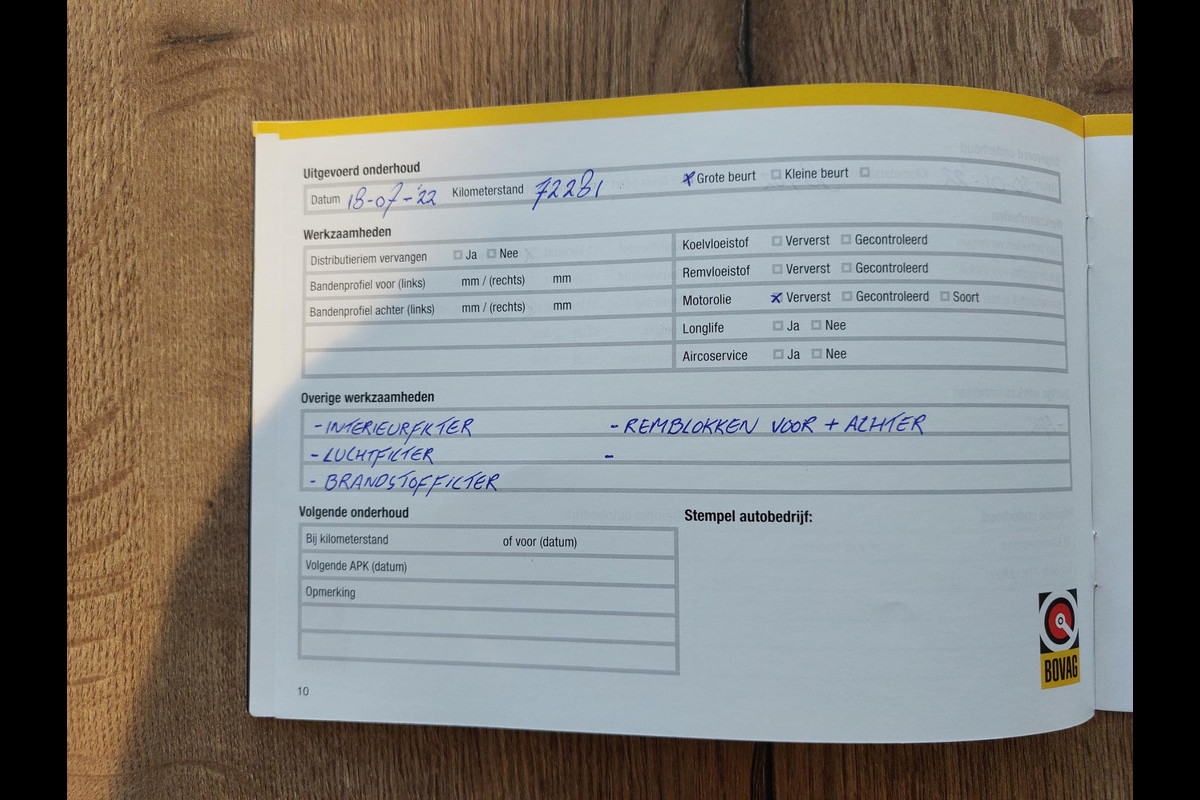 Uitgevoerd onderhoud
Datum 18-07-'22 Kilometerstand 72281 Grote beurt Kleine beurt
Werkzaamheden
Distributieriem vervangen Ja Nee
Bandenprofiel voor (links) mm / (rechts) mm
Bandenprofiel achter (links) mm / (rechts) mm
Koelvloeistof Ververst Gecontroleerd
Remvloeistof Ververst Gecontroleerd
Motorolie Ververst Gecontroleerd Soort
Longlife Ja Nee
Aircoservice Ja Nee
Overige werkzaamheden
- INTERIEURFILTER - REMBLOKKEN VOOR + ACHTER
- LUCHTFILTER -
- BRANDSTOFFILTER
Volgende onderhoud
Bij kilometerstand of voor (datum)
Volgende APK (datum)
Opmerking
Stempel autobedrijf:
BOVAG
10